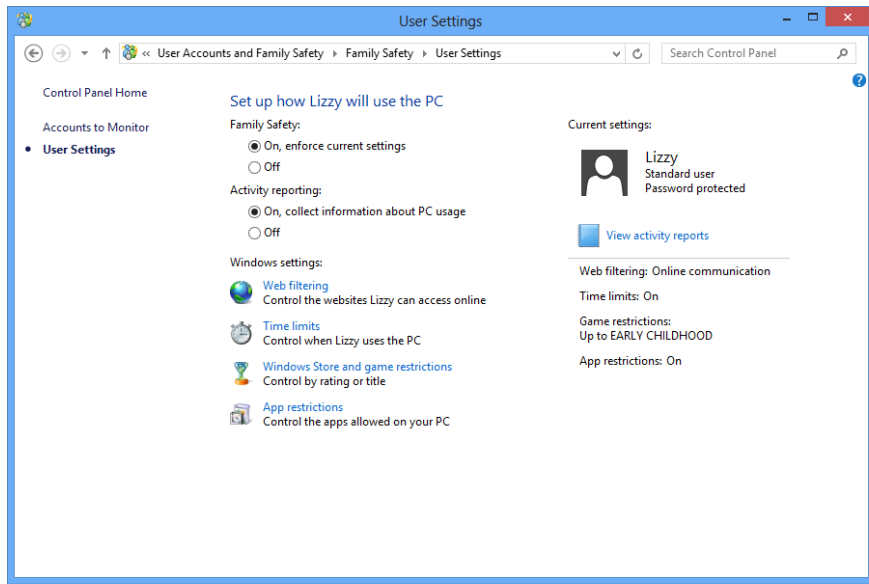 User Settings
« User Accounts and Family Safety Family Safety User Settings
Search Control Panel
Control Panel Home
Accounts to Monitor
User Settings
Set up how Lizzy will use the PC
Family Safety:
On, enforce current settings
Off
Activity reporting:
On, collect information about PC usage
Off
Windows settings:
Web filtering
Control the websites Lizzy can access online
Time limits
Control when Lizzy uses the PC
Windows Store and game restrictions
Control by rating or title
App restrictions
Control the apps allowed on your PC
Current settings:
Lizzy
Standard user
Password protected
View activity reports
Web filtering: Online communication
Time limits: On
Game restrictions:
Up to EARLY CHILDHOOD
App restrictions: On